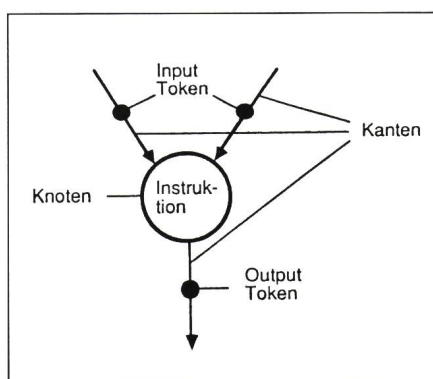 Input
Token
Kanten
Knoten
Instruk-
tion
Output
Token